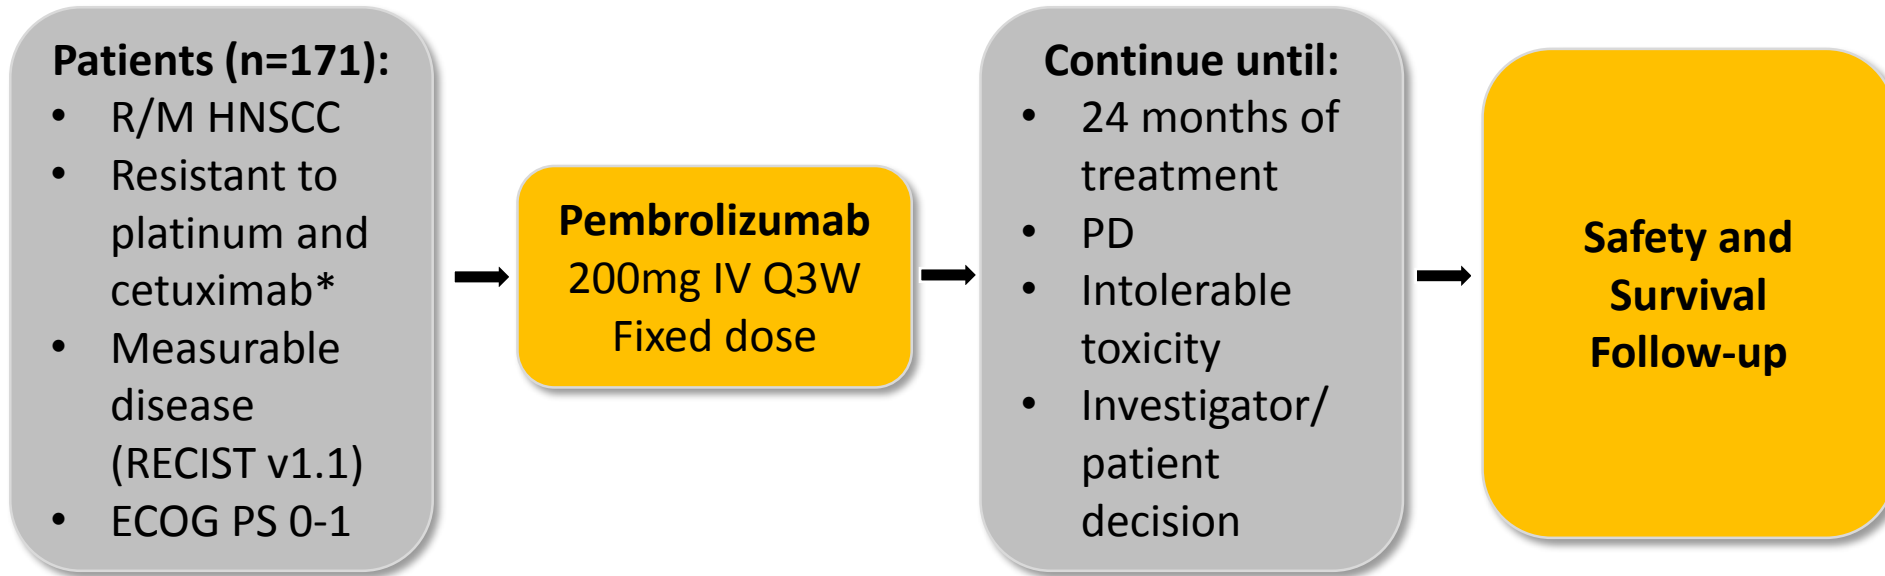 Patients (n=171):
• R/M HNSCC
• Resistant to
platinum and
cetuximab*
• Measurable
disease
(RECIST v1.1)
• ECOG PS 0-1
Pembrolizumab
200mg IV Q3W
Fixed dose
Continue until:
• 24 months of
treatment
• PD
• Intolerable
toxicity
• Investigator/
patient
decision
Safety and
Survival
Follow-up